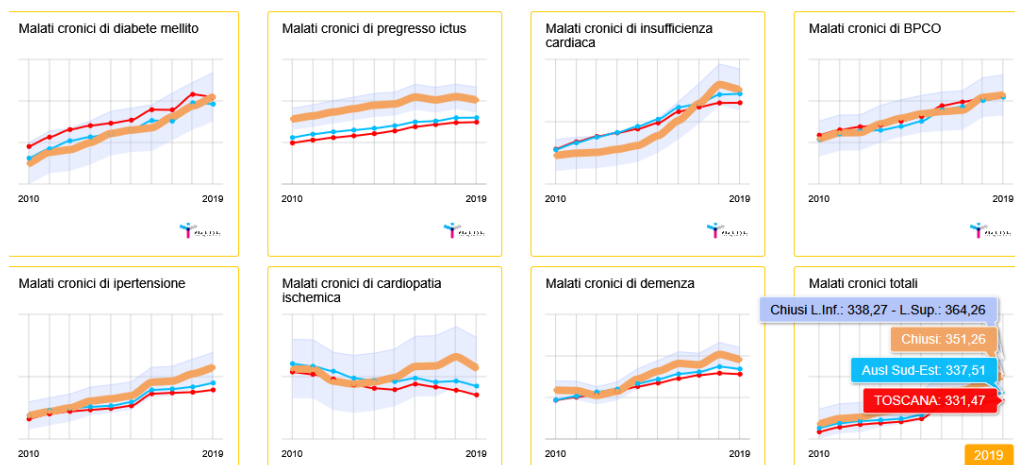 Malati cronici di diabete mellito
2010
2019
Malati cronici di pregresso ictus
2010
2019
Malati cronici di insufficienza
cardiaca
2010
2019
Malati cronici di BPCO
2010
2019
Malati cronici di ipertensione
2010
2019
Malati cronici di cardiopatia
ischemica
2010
2019
Malati cronici di demenza
2010
2019
Malati cronici totali
Chiusi L.Inf.: 338,27 - L.Sup.: 364,26
Chiusi: 351,26
Ausl Sud-Est: 337,51
TOSCANA: 331,47
2010
2019